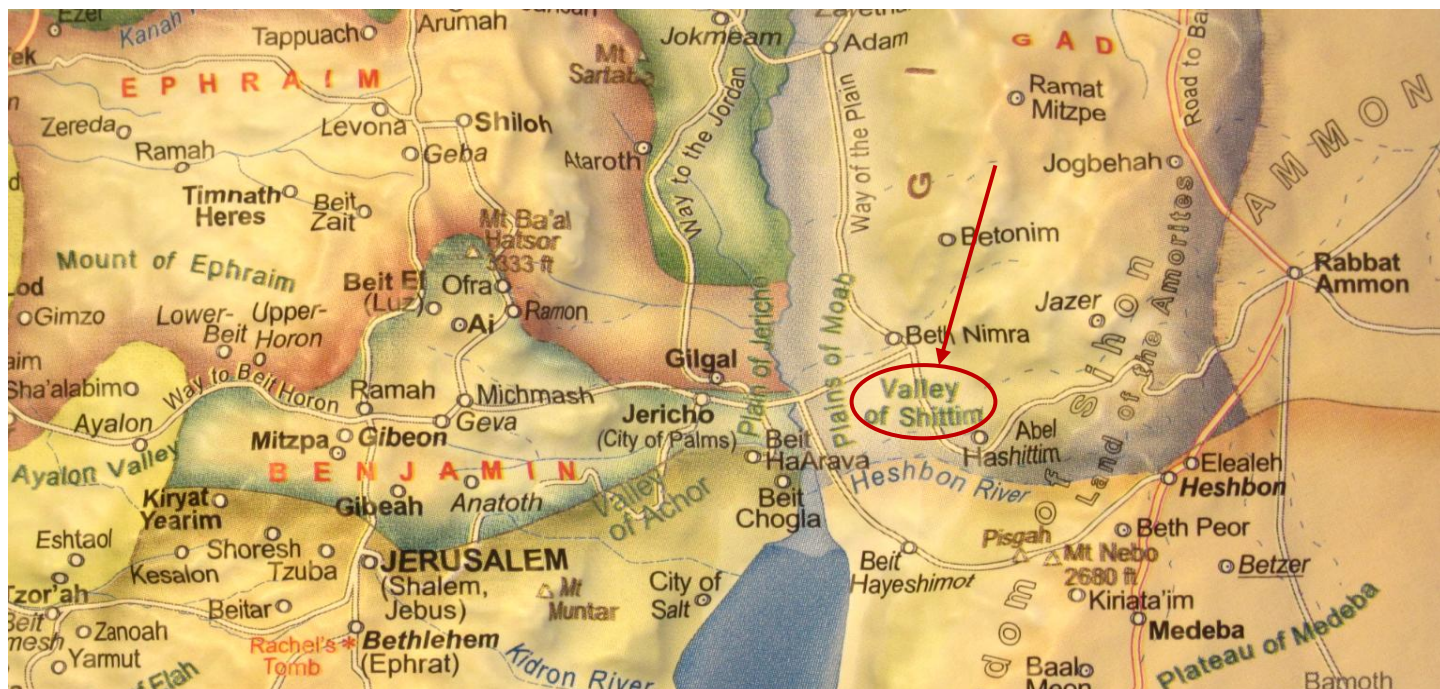 Ezer
Kanah
Tappuach
Arumah
Jokmeam
Adam
GAD
Road to Ba
EPHRAIM
Mt
Sartaba
Ramat
Mitzpe
AMMON
Levona
Shiloh
Zereda
Ramah
Geba
Ataroth
Way to the Jordan
Way of the Plain
G I
Jogbehah
Timnath
Heres
Beit
Zait
Mt Ba'al
Hatsor
3333 ft
Betonim
Mount of Ephraim
Beit El
(Luz)
Ofra
Ramon
Ai
Rabbat
Ammon
Lod
Gimzo
Lower-
Beit
Upper-
Horon
Jazer
Beth Nimra
Plain of Jericho
Plains of Moab
Gilgal
Sha'alabim
Way to Beit Horon
Ramah
Michmash
Jericho
(City of Palms)
Valley
of Shittim
Sihon
Land of the Amorites
Ayalon
Geva
Mitzpa
Gibeon
Abel
Hashittim
Ayalon Valley
BENJAMIN
Beit
HaArava
Heshbon River
Elealeh
Heshbon
Kiryat
Yearim
Gibeah
Anatoth
Valley
of Achor
Beit
Chogla
Eshtaol
Kesalon
Shoresh
Tzuba
JERUSALEM
(Shalem,
Jebus)
Mt
Muntar
City of
Salt
Beit
Hayeshimot
Pisgah
Mt Nebo
2680 ft
Beth Peor
Betzer
Tzor'ah
Beitar
Kiriata'im
Medeba
Zanoah
Yarmut
Rachel's
Tomb
Bethlehem
(Ephrat)
Kidron River
dom of
Plateau of Medeba
of Elah
Baal
Meon
Bamoth